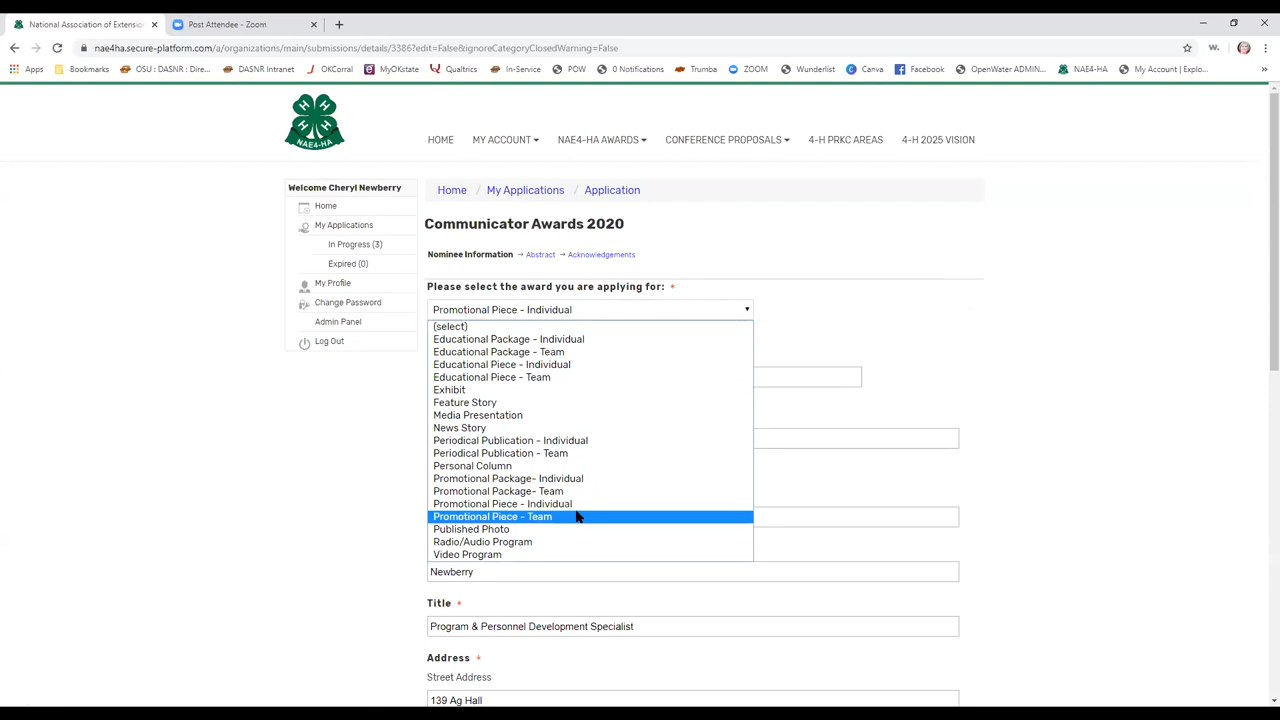 National Association of Extensio
Post Attendee - Zoom
nae4ha.secure-platform.com/a/organizations/main/submissions/details/3386?edit=False&ignoreCategoryClosedWarning=False
Apps Bookmarks OSU : DASNR : Dire... DASNR Intranet OKCorral MyOKstate Qualtrics In-Service POW 0 Notifications Trumba ZOOM Wunderlist Canva Facebook OpenWater ADMIN... NAE4-HA My Account | Explo...
H H H H
NAE4-HA
HOME MY ACCOUNT NAE4-HA AWARDS CONFERENCE PROPOSALS 4-H PRKC AREAS 4-H 2025 VISION
Welcome Cheryl Newberry
Home
My Applications
In Progress (3)
Expired (0)
My Profile
Change Password
Admin Panel
Log Out
Home / My Applications / Application
Communicator Awards 2020
Nominee Information → Abstract → Acknowledgements
Please select the award you are applying for: *
Promotional Piece - Individual
(select)
Educational Package - Individual
Educational Package - Team
Educational Piece - Individual
Educational Piece - Team
Exhibit
Feature Story
Media Presentation
News Story
Periodical Publication - Individual
Periodical Publication - Team
Personal Column
Promotional Package- Individual
Promotional Package- Team
Promotional Piece - Individual
Promotional Piece - Team
Published Photo
Radio/Audio Program
Video Program
Newberry
Title *
Program & Personnel Development Specialist
Address *
Street Address
139 Ag Hall